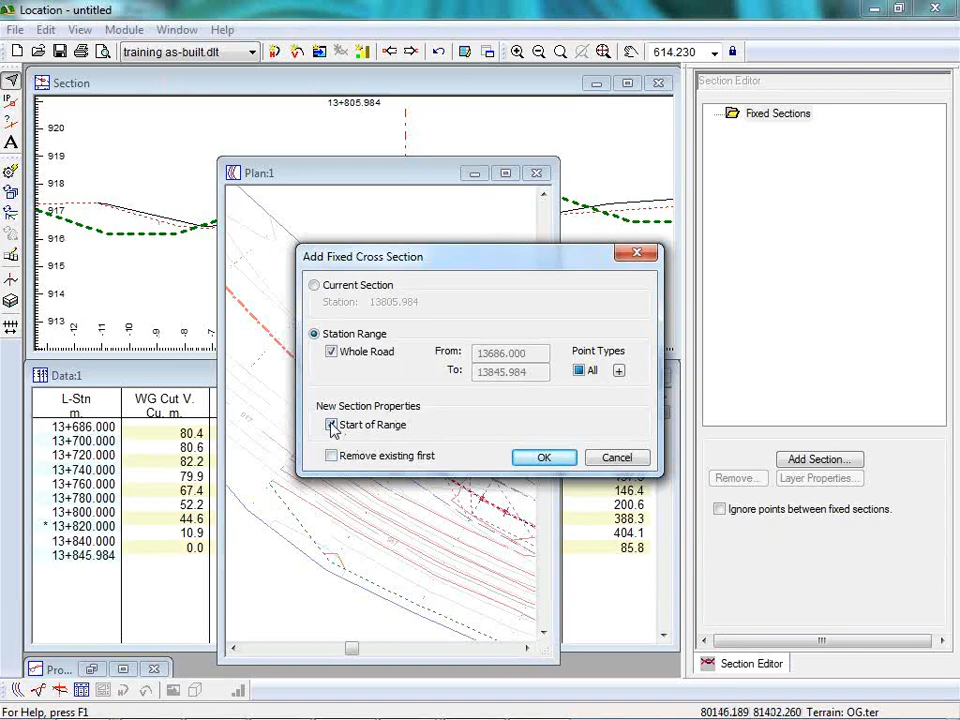 Location - untitled
File Edit View Module Window Help
training as-built.dlt
614.230
Section
13+805.984
920
919
918
917
916
915
914
913
-12
-11
-10
-9
-8
-7
Plan:1
Section Editor
Fixed Sections
Add Fixed Cross Section
Current Section
Station: 13805.984
Station Range
Whole Road From: 13686.000 Point Types
To: 13845.984 All +
New Section Properties
Start of Range
Remove existing first OK Cancel
Data:1
L-Stn WG Cut V.
m. Cu. m.
13+686.000
80.4
13+700.000
80.6
13+720.000
82.2
13+740.000
79.9
13+760.000
67.4
13+780.000
52.2
13+800.000
44.6
* 13+820.000
10.9
13+840.000
0.0
13+845.984
146.4
200.6
388.3
404.1
85.8
Add Section...
Remove... Layer Properties...
Ignore points between fixed sections.
Pro...
Section Editor
For Help, press F1
80146.189 81402.260 Terrain: OG.ter